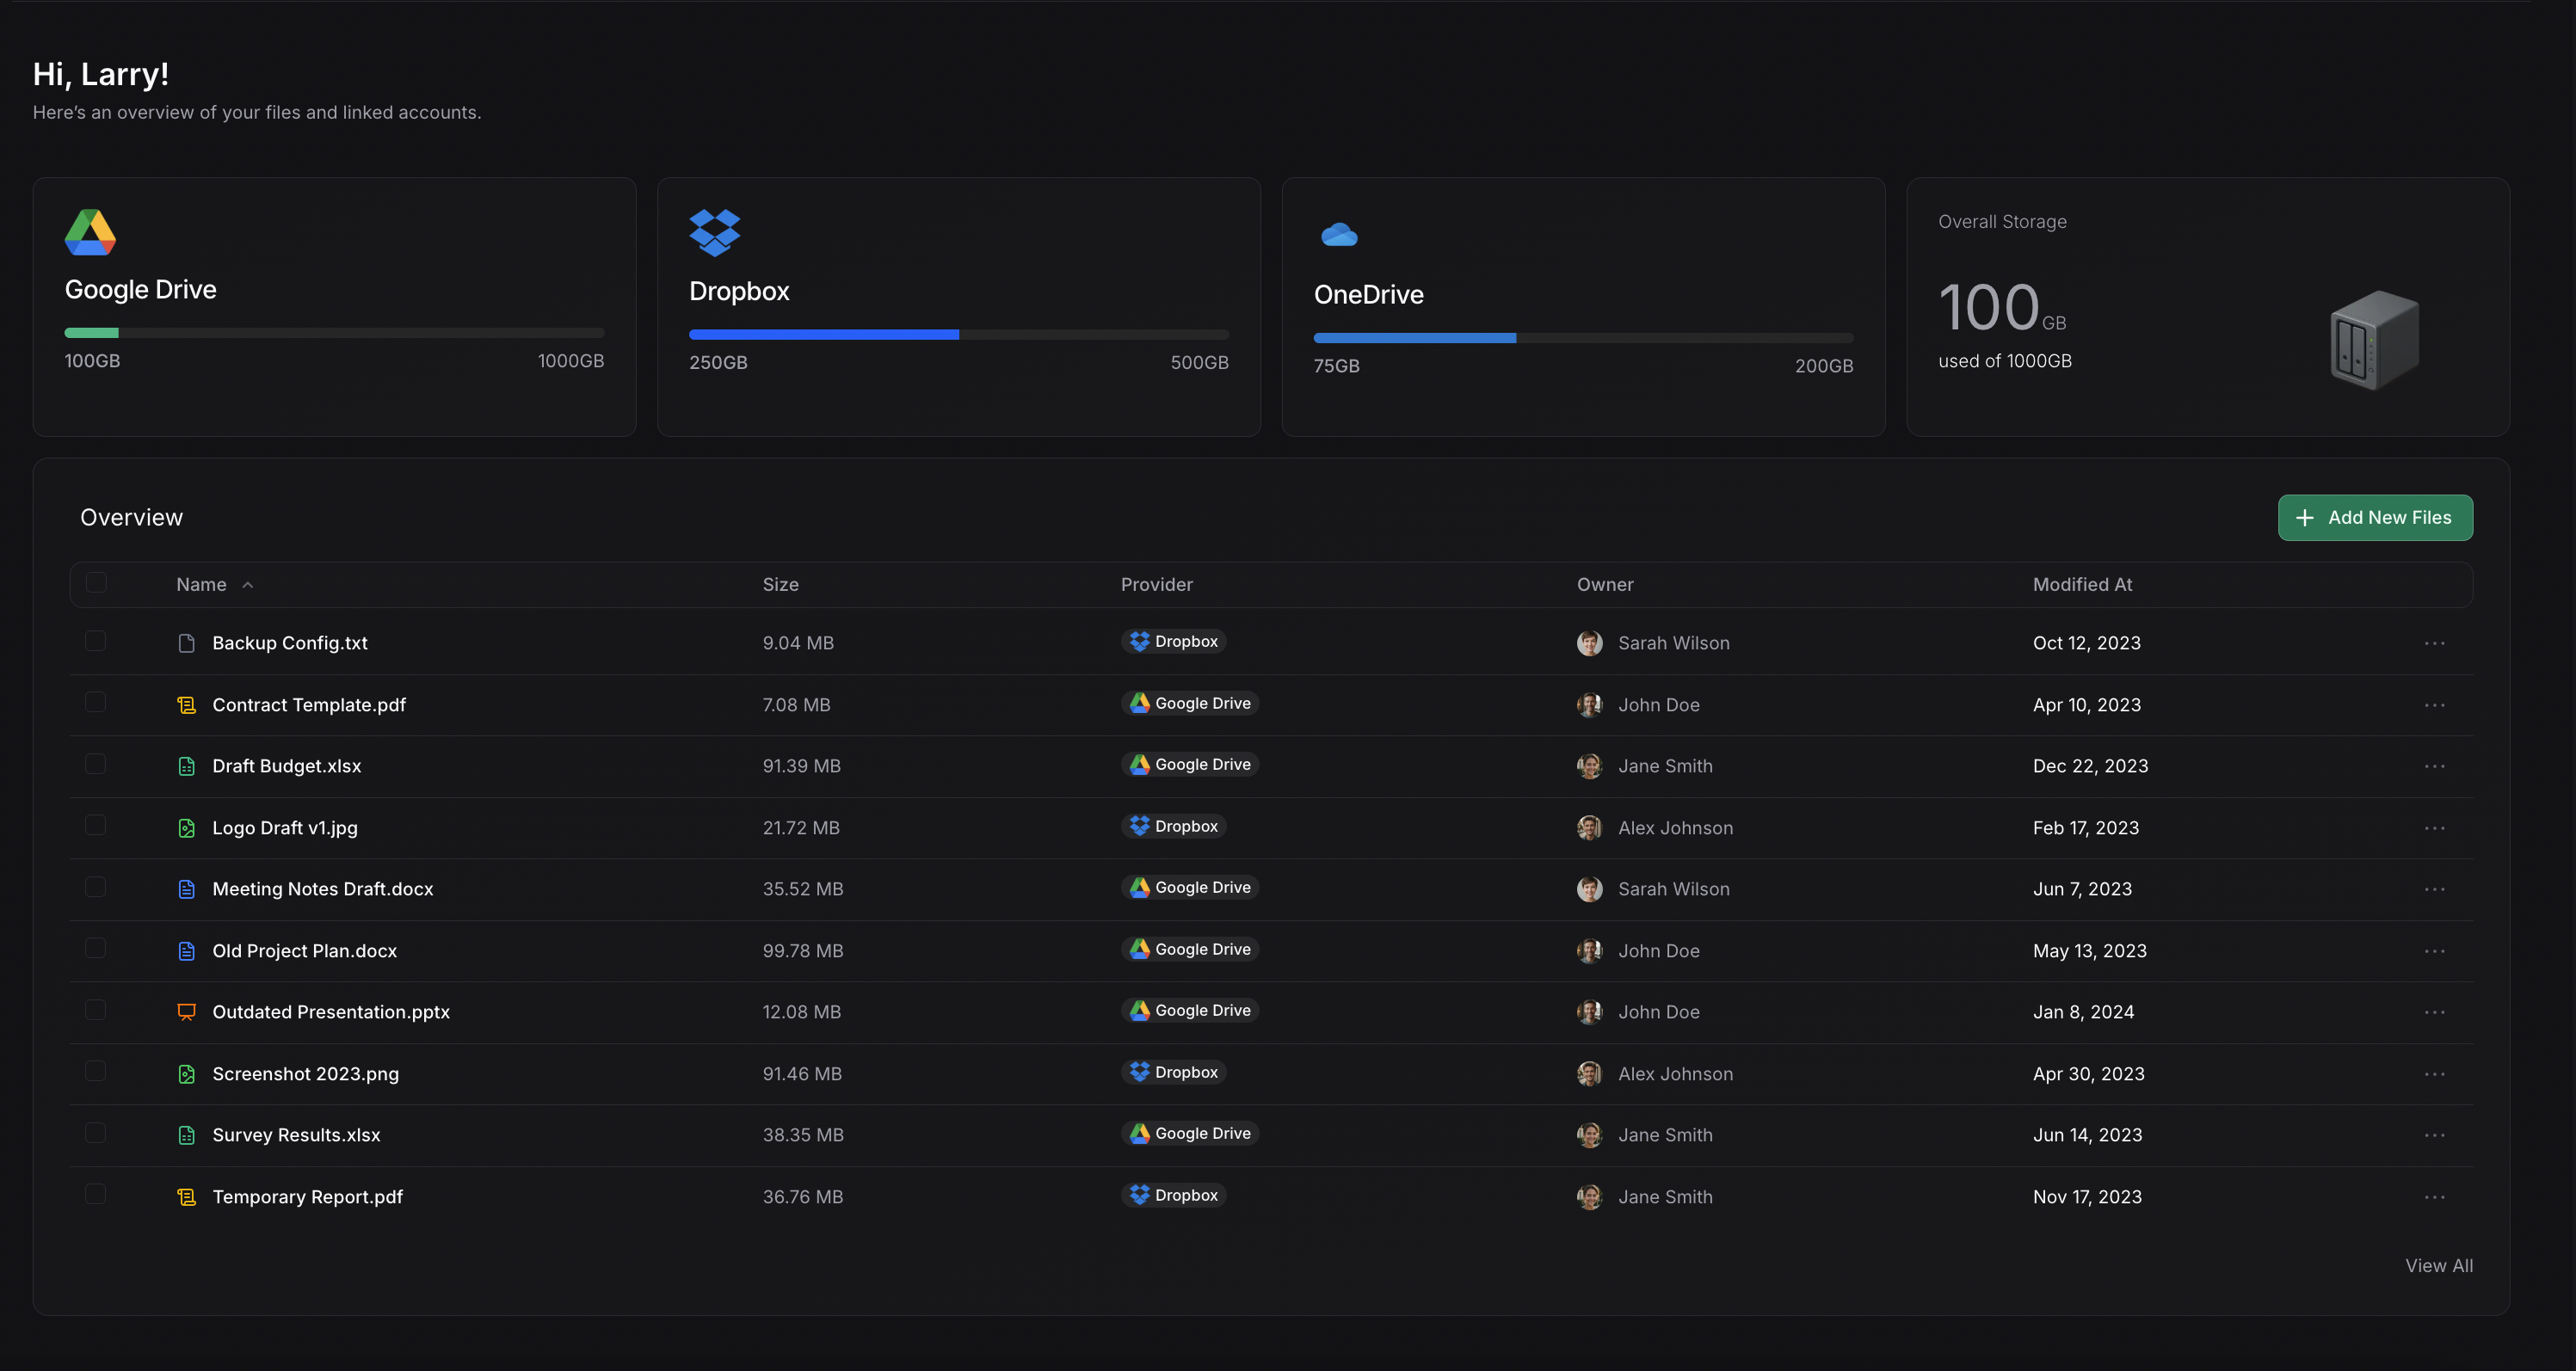 Hi, Larry!
Here’s an overview of your files and linked accounts.
Google Drive
100GB 1000GB
Dropbox
250GB 500GB
OneDrive
75GB 200GB
Overall Storage
100 GB
used of 1000GB
Overview
Add New Files
Name Size Provider Owner Modified At
Backup Config.txt 9.04 MB Dropbox Sarah Wilson Oct 12, 2023
Contract Template.pdf 7.08 MB Google Drive John Doe Apr 10, 2023
Draft Budget.xlsx 91.39 MB Google Drive Jane Smith Dec 22, 2023
Logo Draft v1.jpg 21.72 MB Dropbox Alex Johnson Feb 17, 2023
Meeting Notes Draft.docx 35.52 MB Google Drive Sarah Wilson Jun 7, 2023
Old Project Plan.docx 99.78 MB Google Drive John Doe May 13, 2023
Outdated Presentation.pptx 12.08 MB Google Drive John Doe Jan 8, 2024
Screenshot 2023.png 91.46 MB Dropbox Alex Johnson Apr 30, 2023
Survey Results.xlsx 38.35 MB Google Drive Jane Smith Jun 14, 2023
Temporary Report.pdf 36.76 MB Dropbox Jane Smith Nov 17, 2023
View All